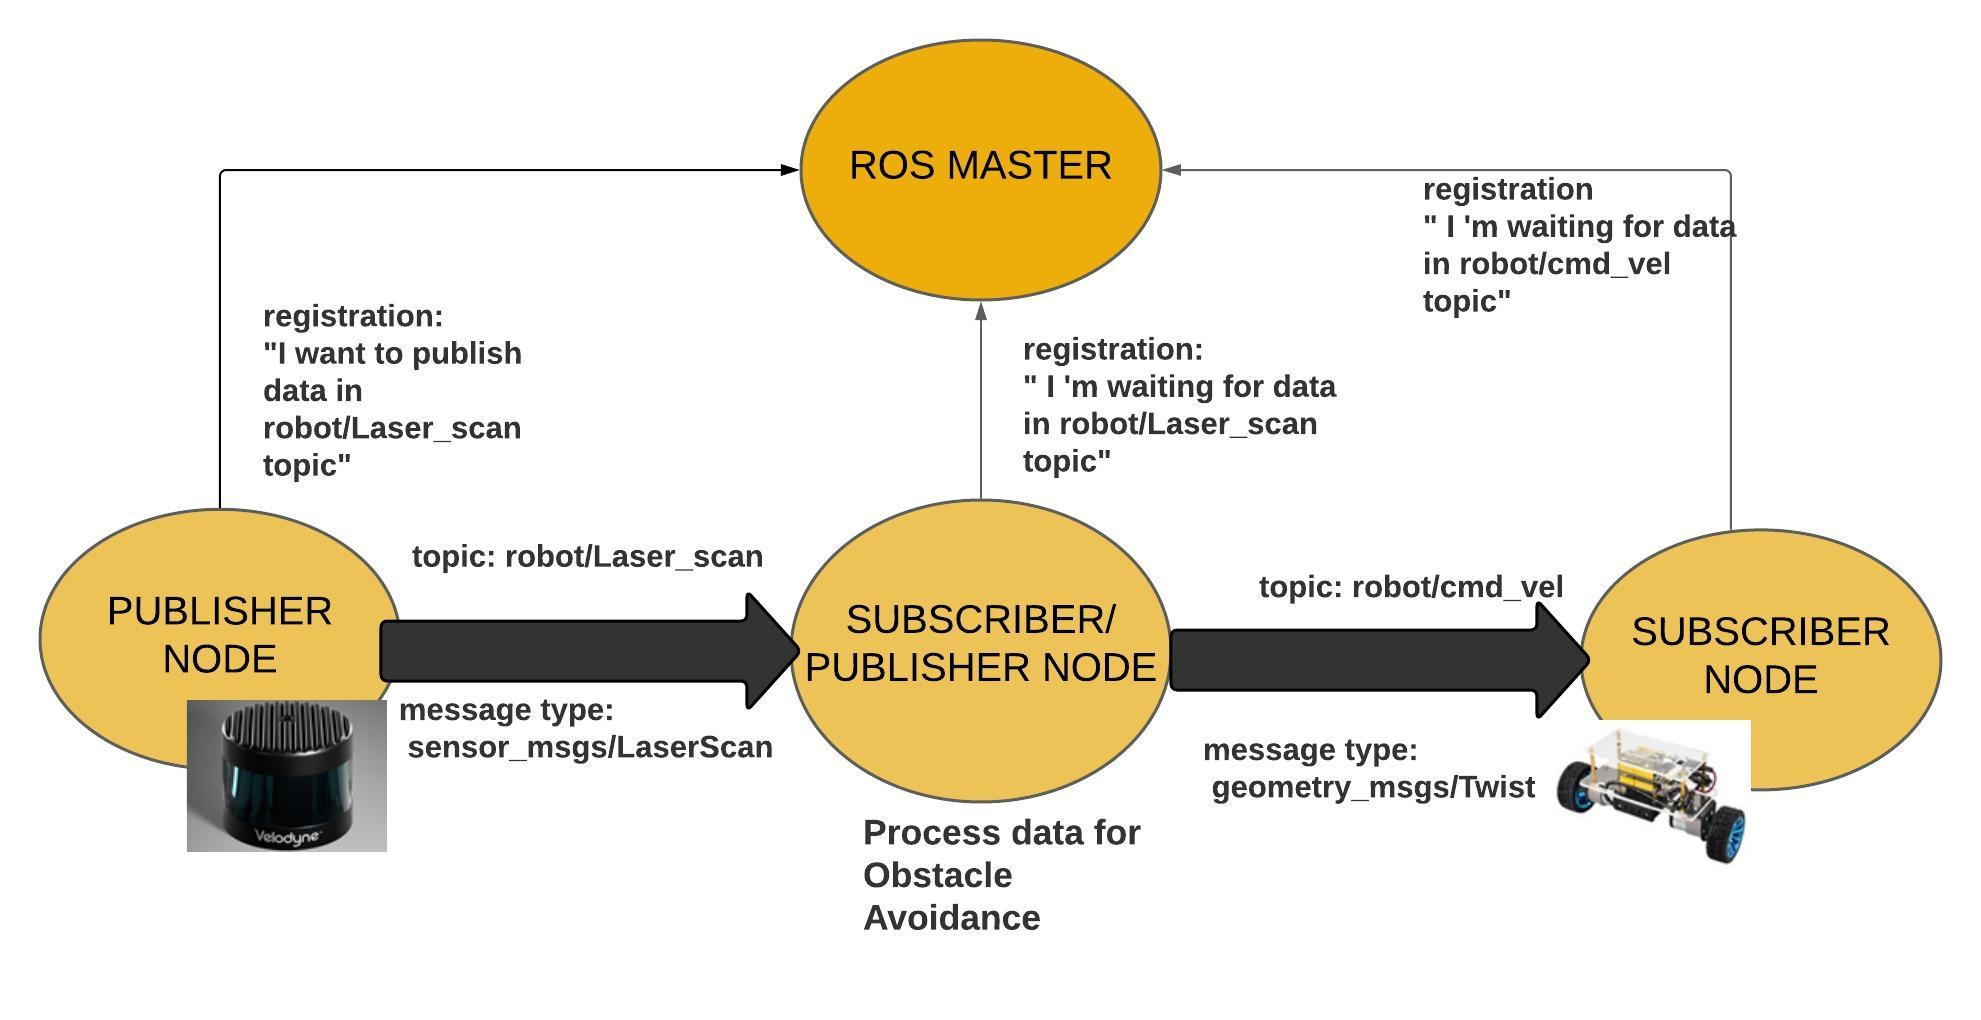 ROS MASTER
registration
" I 'm waiting for data
in robot/cmd_vel
topic"
registration:
"I want to publish
data in
robot/Laser_scan
topic"
registration:
" I 'm waiting for data
in robot/Laser_scan
topic"
PUBLISHER
NODE
topic: robot/Laser_scan
message type:
sensor_msgs/LaserScan
Velodyne
SUBSCRIBER/
PUBLISHER NODE
Process data for
Obstacle
Avoidance
topic: robot/cmd_vel
message type:
geometry_msgs/Twist
SUBSCRIBER
NODE